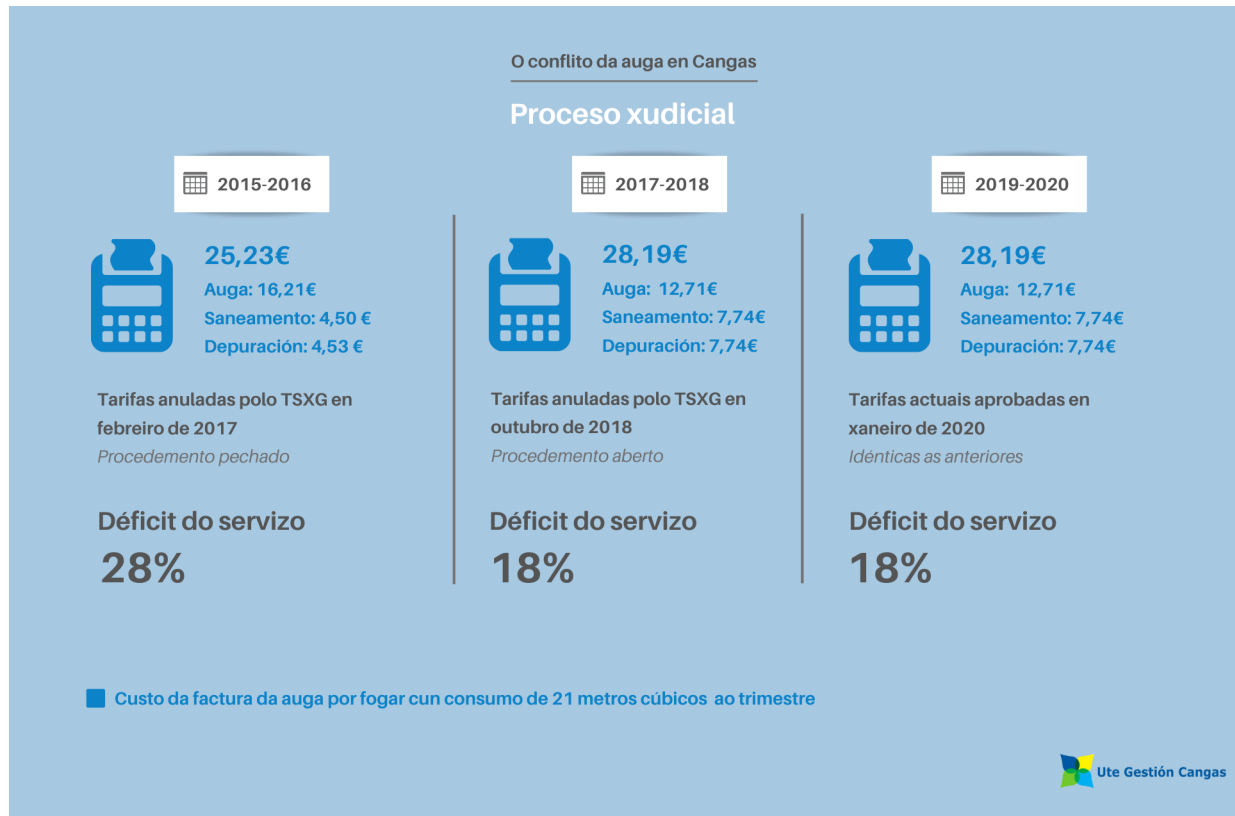 O conflito da auga en Cangas
Proceso xudicial
2015-2016
25,23€
Auga: 16,21€
Saneamento: 4,50 €
Depuración: 4,53 €
Tarifas anuladas polo TSXG en
febreiro de 2017
Procedemento pechado
Déficit do servizo
28%
2017-2018
28,19€
Auga: 12,71€
Saneamento: 7,74€
Depuración: 7,74€
Tarifas anuladas polo TSXG en
outubro de 2018
Procedemento aberto
Déficit do servizo
18%
2019-2020
28,19€
Auga: 12,71€
Saneamento: 7,74€
Depuración: 7,74€
Tarifas actuais aprobadas en
xaneiro de 2020
Idénticas as anteriores
Déficit do servizo
18%
Custo da factura da auga por fogar cun consumo de 21 metros cúbicos ao trimestre
Ute Gestión Cangas